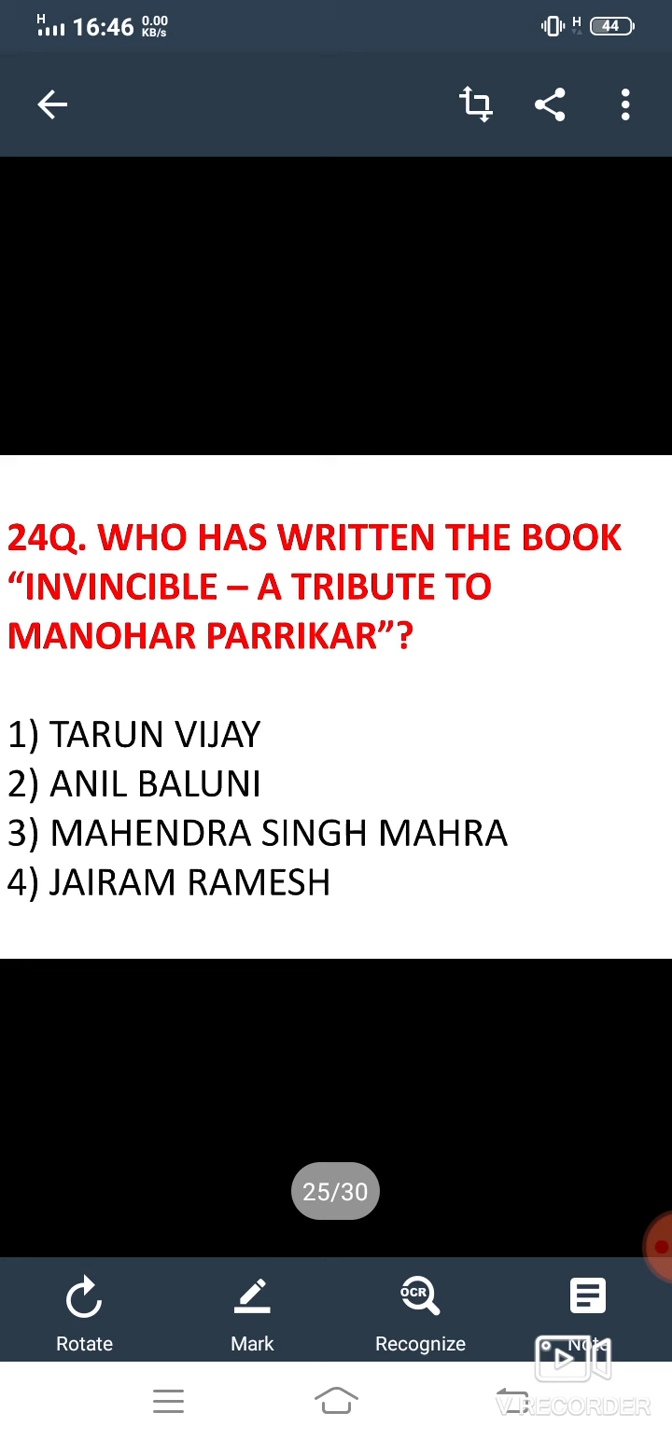 H 16:46 0.00 KB/s H 44
24Q. WHO HAS WRITTEN THE BOOK
“INVINCIBLE – A TRIBUTE TO
MANOHAR PARRIKAR”?
1) TARUN VIJAY
2) ANIL BALUNI
3) MAHENDRA SINGH MAHRA
4) JAIRAM RAMESH
25/30
OCR
Rotate Mark Recognize Note
V.RECORDER